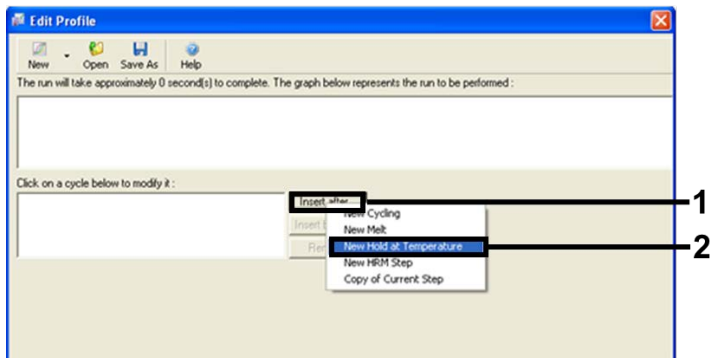 Edit Profile
New Open Save As Help
The run will take approximately 0 second(s) to complete. The graph below represents the run to be performed :
Click on a cycle below to modify it :
Insert after...
1
New Cycling
Insert
New Melt
New Hold at Temperature
2
New HRM Step
Copy of Current Step